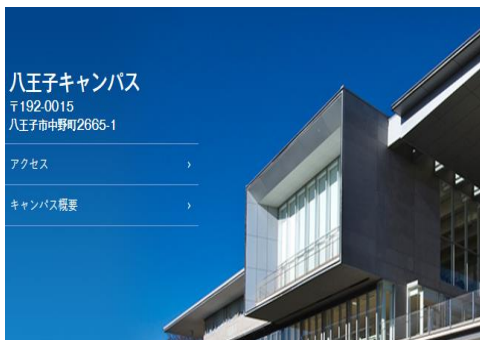 八王子キャンパス
〒192-0015
八王子市中野町2665-1
アクセス ›
キャンパス概要 ›